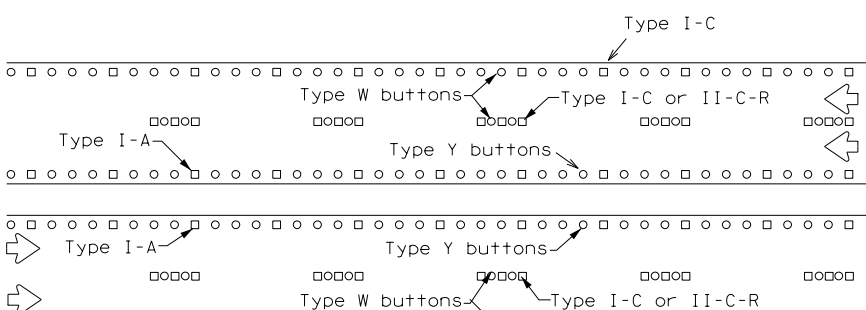 Type I-C
Type W buttons
Type I-C or II-C-R
Type I-A
Type Y buttons
Type I-A
Type Y buttons
Type W buttons
Type I-C or II-C-R